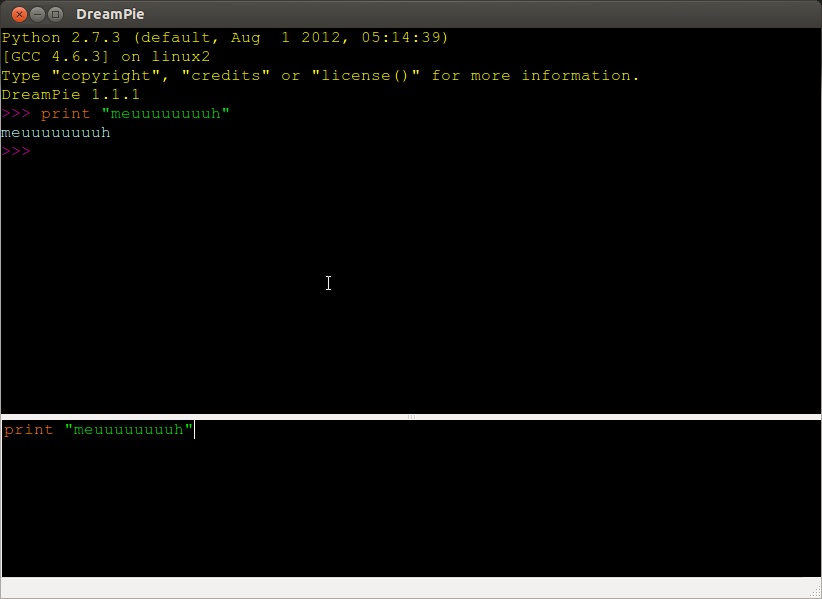 DreamPie
Python 2.7.3 (default, Aug  1 2012, 05:14:39)
[GCC 4.6.3] on linux2
Type "copyright", "credits" or "license()" for more information.
DreamPie 1.1.1
>>> print "meuuuuuuuuh"
meuuuuuuuuh
>>>
print "meuuuuuuuuh"